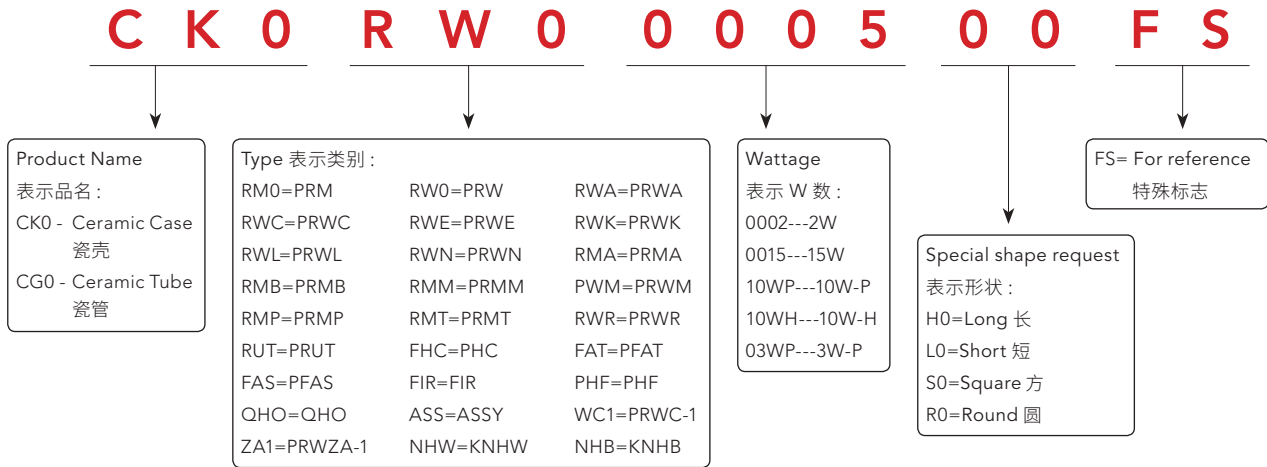 C K 0 R W 0 0 0 0 5 0 0 F S
Product Name
表示品名 :
CK0 - Ceramic Case
瓷壳
CG0 - Ceramic Tube
瓷管
Type 表示类别 :
RM0=PRM RW0=PRW RWA=PRWA
RWC=PRWC RWE=PRWE RWK=PRWK
RWL=PRWL RWN=PRWN RMA=PRMA
RMB=PRMB RMM=PRMM PWM=PRWM
RMP=PRMP RMT=PRMT RWR=PRWR
RUT=PRUT FHC=PHC FAT=PFAT
FAS=PFAS FIR=FIR PHF=PHF
QHO=QHO ASS=ASSY WC1=PRWC-1
ZA1=PRWZA-1 NHW=KNHW NHB=KNHB
Wattage
表示 W 数 :
0002---2W
0015---15W
10WP---10W-P
10WH---10W-H
03WP---3W-P
Special shape request
表示形状 :
H0=Long 长
L0=Short 短
S0=Square 方
R0=Round 圆
FS= For reference
特殊标志